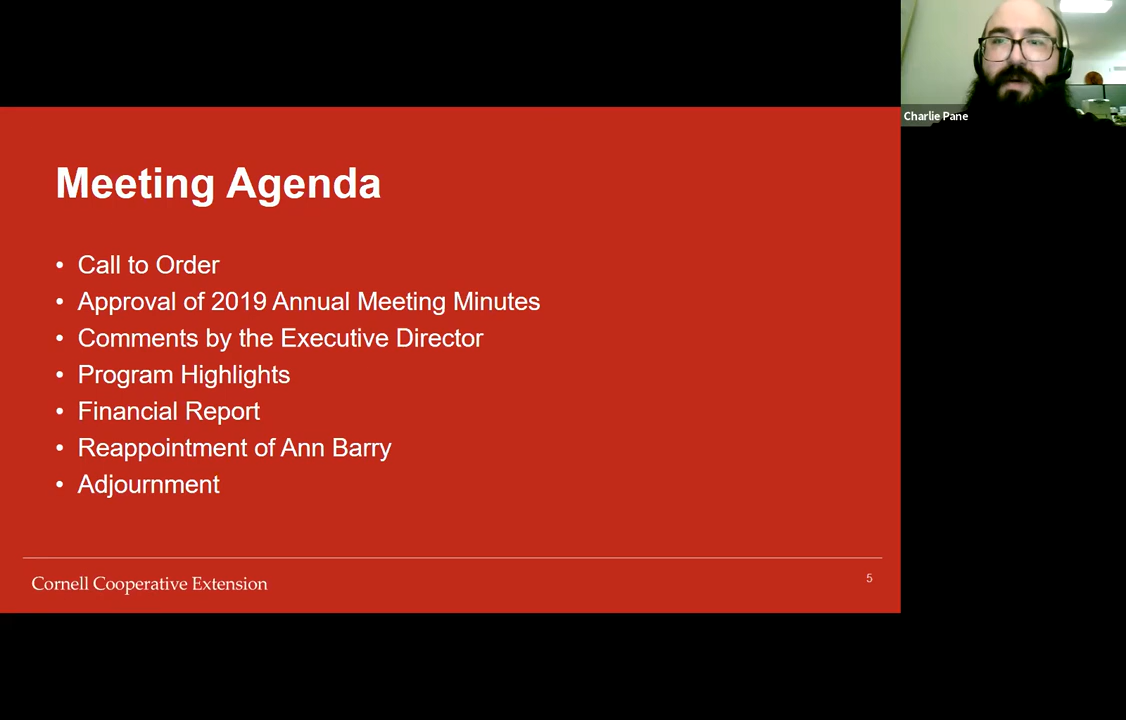 Charlie Pane
Meeting Agenda
• Call to Order
• Approval of 2019 Annual Meeting Minutes
• Comments by the Executive Director
• Program Highlights
• Financial Report
• Reappointment of Ann Barry
• Adjournment
Cornell Cooperative Extension
5